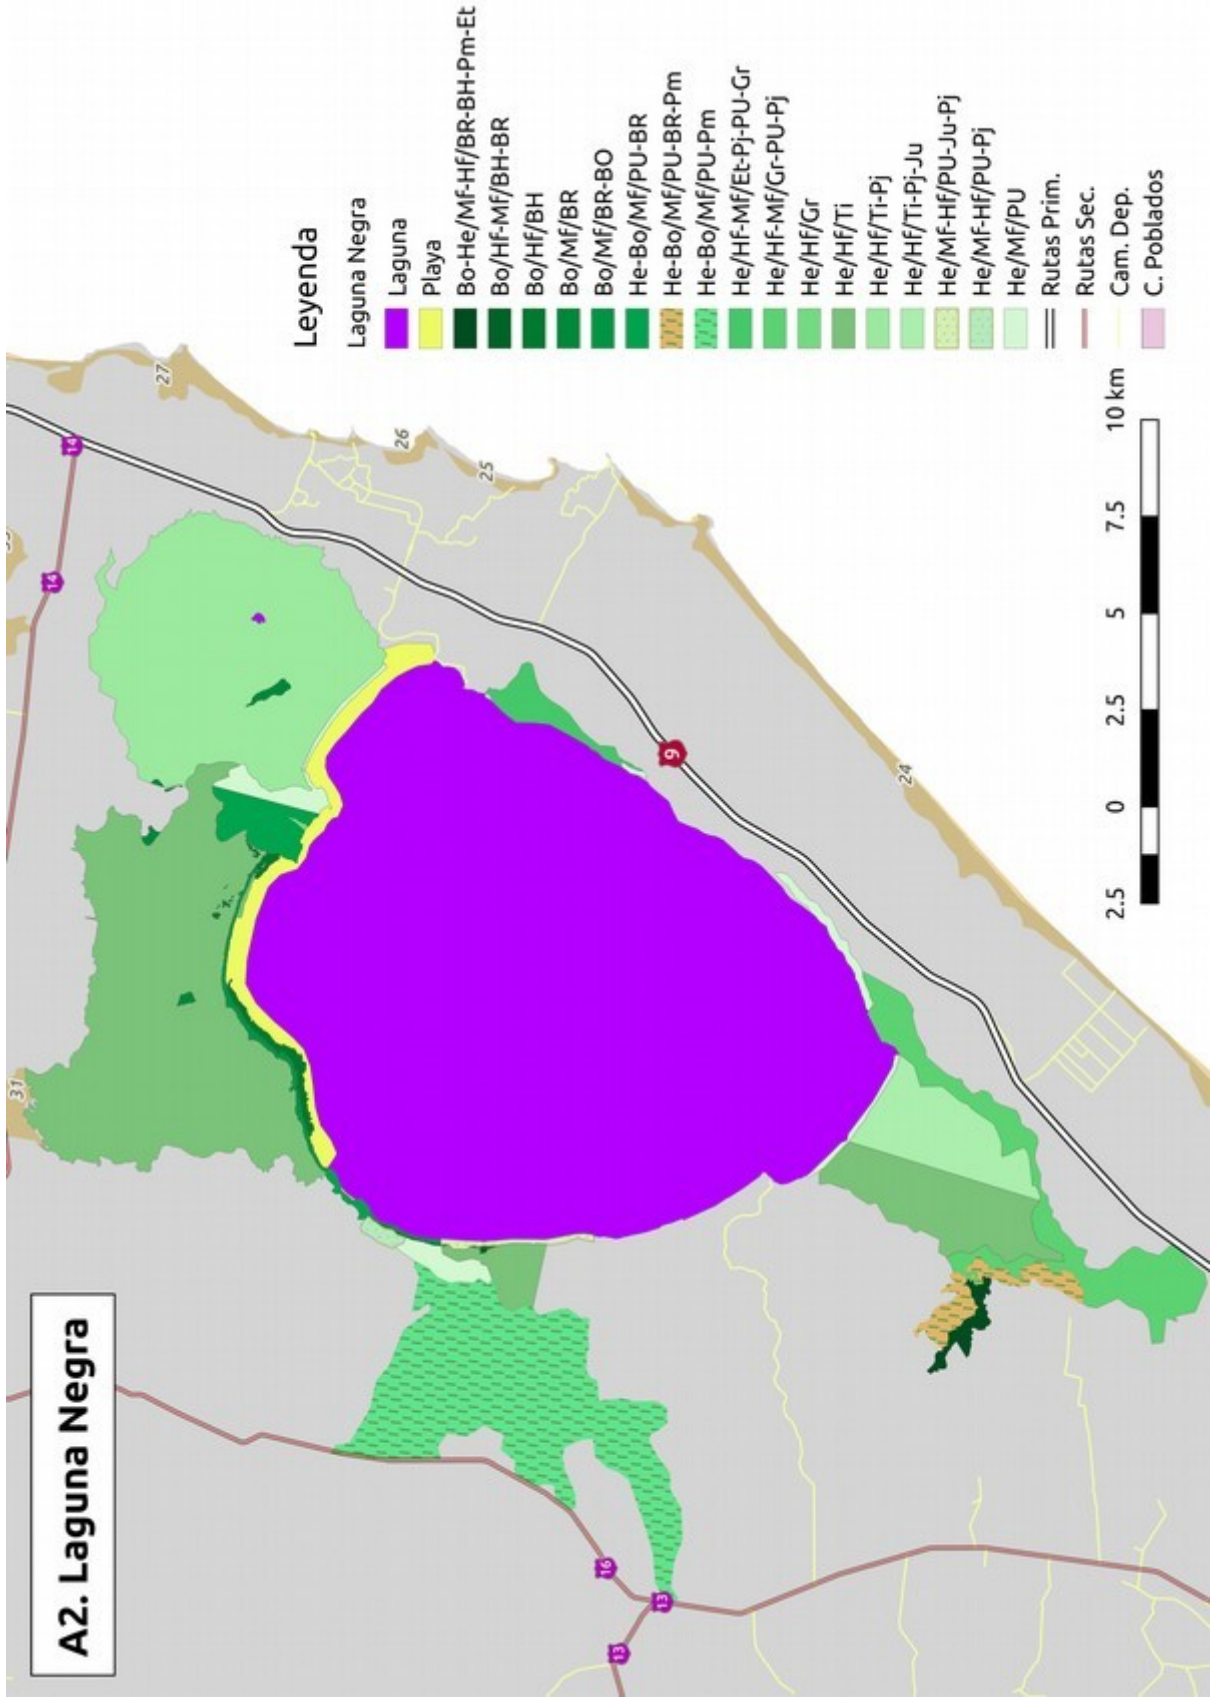 A2. Laguna Negra
Leyenda
Laguna Negra
Laguna
Playa
Bo-He/Mf-Hf/BR-BH-Pm-Et
Bo/Hf-Mf/BH-BR
Bo/Hf/BH
Bo/Mf/BR
Bo/Mf/BR-BO
He-Bo/Mf/PU-BR
He-Bo/Mf/PU-BR-Pm
He-Bo/Mf/PU-Pm
He/Hf-Mf/Et-Pj-PU-Gr
He/Hf-Mf/Gr-PU-Pj
He/Hf/Gr
He/Hf/Ti
He/Hf/Ti-Pj
He/Hf/Ti-Pj-Ju
He/Mf-Hf/PU-Ju-Pj
He/Mf-Hf/PU-Pj
He/Mf/PU
Rutas Prim.
Rutas Sec.
Cam. Dep.
C. Poblados
2.5 0 2.5 5 7.5 10 km
31
14
14
27
26
25
9
24
16
13
13